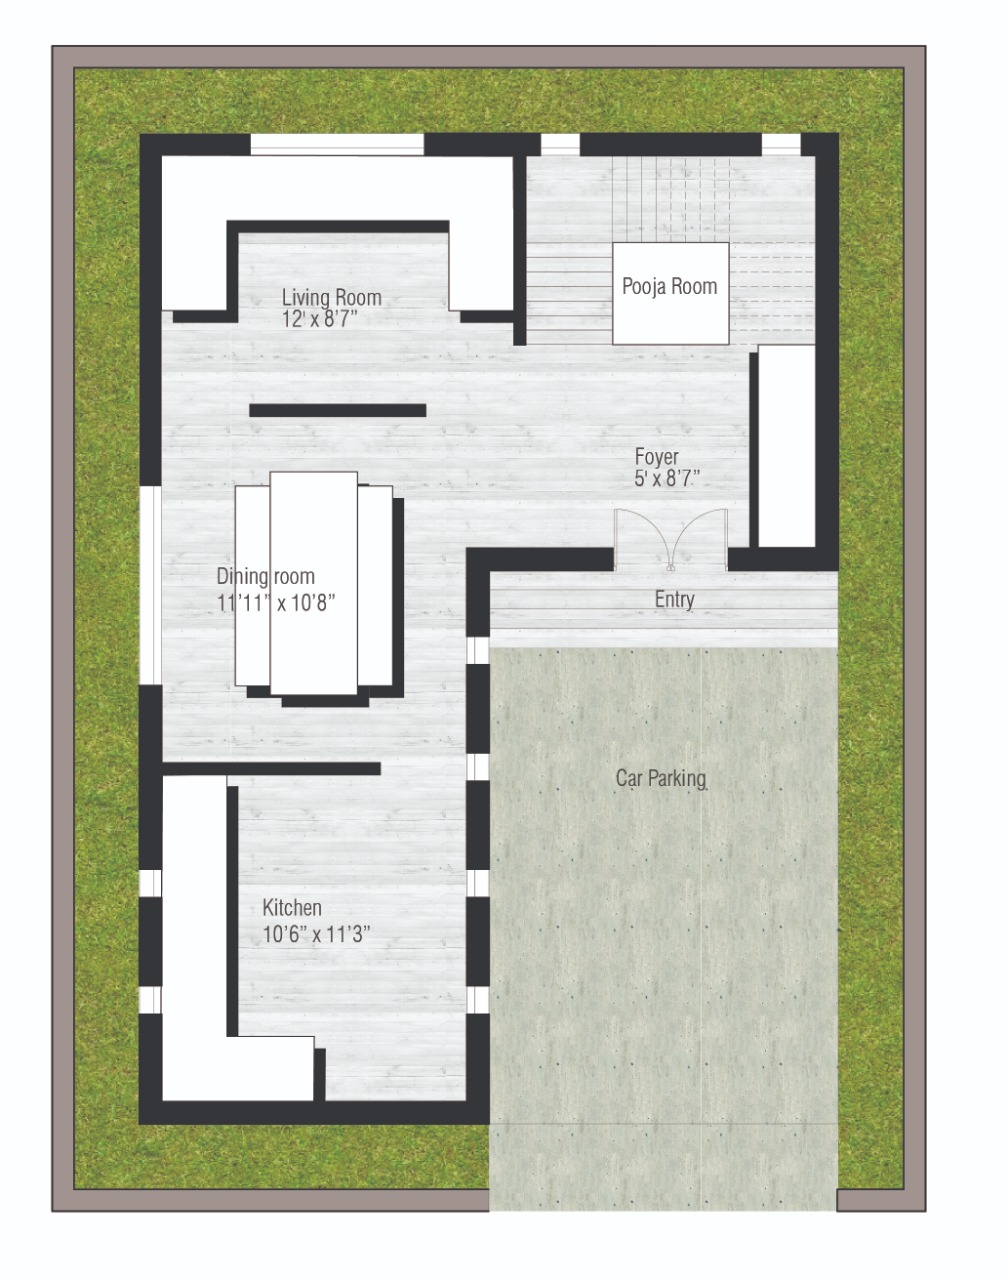 Living Room
12' x 8’7”
Pooja Room
Foyer
5' x 8’7”
Dining room
11’11” x 10’8”
Entry
Car Parking
Kitchen
10’6” x 11’3”